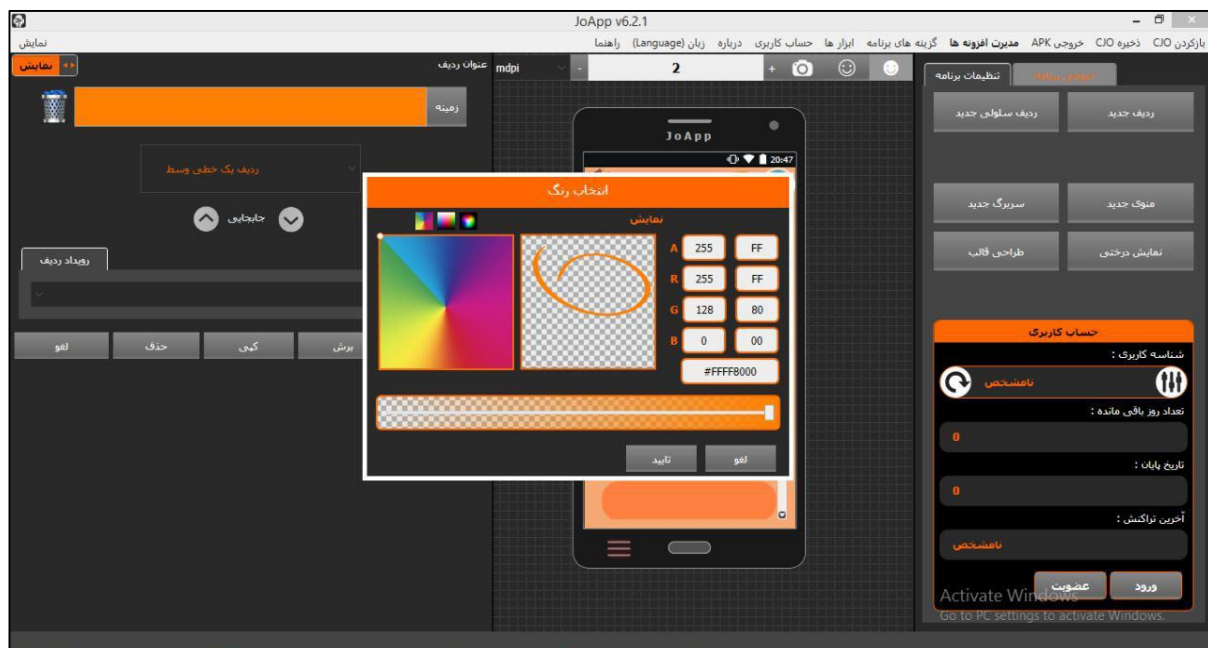 JoApp v6.2.1
بازکردن CJO ذخیره CJO خروجی APK مدیرت افزونه ها گزینه های برنامه ابزار ها حساب کاربری درباره زبان (Language) راهنما
نمایش
نمایش
عنوان ردیف
زمینه
ردیف یک خطی وسط
جابجایی
رویداد ردیف
برش
کپی
حذف
لغو
mdpi
-
2
+
JoApp
20:47
انتخاب رنگ
نمایش
A 255 FF
R 255 FF
G 128 80
B 0 00
#FFFF8000
لغو
تایید
تنظیمات برنامه
ردیف جدید
ردیف سلولی جدید
منوی جدید
سربرگ جدید
نمایش درختی
طراحی قالب
حساب کاربری
شناسه کاربری :
نامشخص
تعداد روز باقی مانده :
0
تاریخ پایان :
0
آخرین تراکنش :
نامشخص
ورود
عضویت
Activate Windows
Go to PC settings to activate Windows.